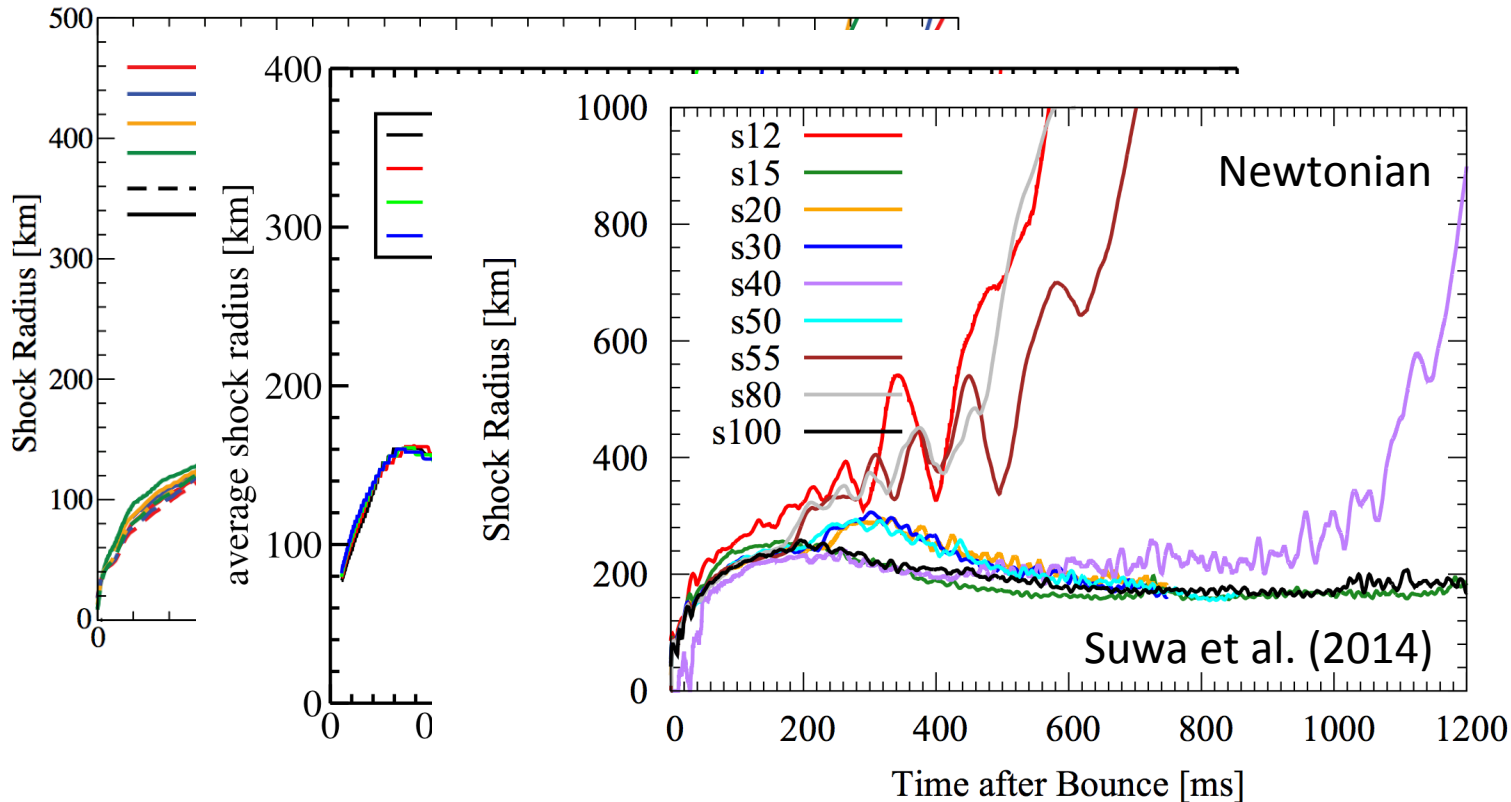 500
400
300
200
100
0
0
Shock Radius [km]
400
300
200
100
0
0
0
average shock radius [km]
1000
800
600
400
200
0
Shock Radius [km]
s12
s15
s20
s30
s40
s50
s55
s80
s100
Newtonian
Suwa et al. (2014)
0 200 400 600 800 1000 1200
Time after Bounce [ms]